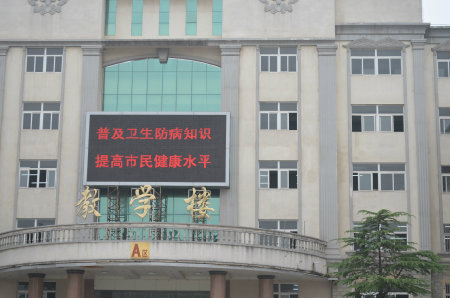 普及卫生防病知识
提高市民健康水平
教学楼
A区